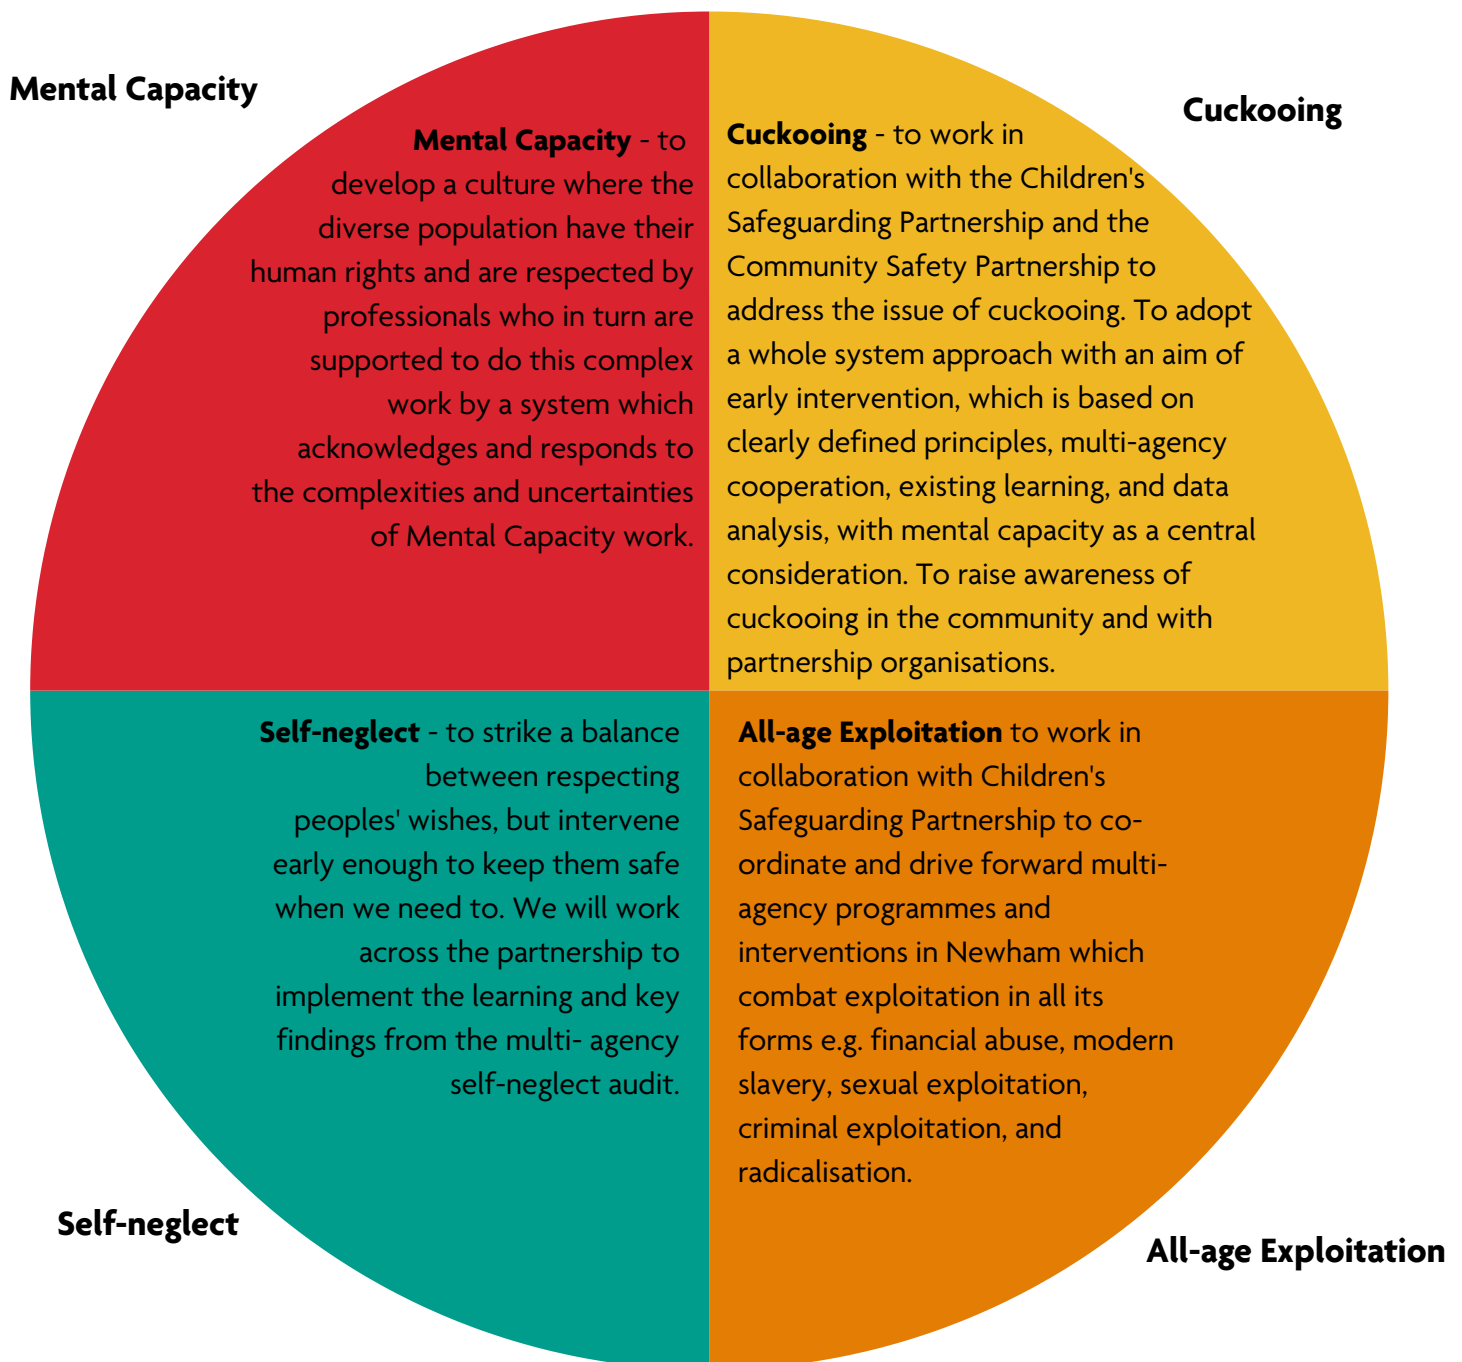 Mental Capacity
Cuckooing
Mental Capacity - to
develop a culture where the
diverse population have their
human rights and are respected by
professionals who in turn are
supported to do this complex
work by a system which
acknowledges and responds to
the complexities and uncertainties
of Mental Capacity work.
Cuckooing - to work in
collaboration with the Children's
Safeguarding Partnership and the
Community Safety Partnership to
address the issue of cuckooing. To adopt
a whole system approach with an aim of
early intervention, which is based on
clearly defined principles, multi-agency
cooperation, existing learning, and data
analysis, with mental capacity as a central
consideration. To raise awareness of
cuckooing in the community and with
partnership organisations.
Self-neglect - to strike a balance
between respecting
peoples' wishes, but intervene
early enough to keep them safe
when we need to. We will work
across the partnership to
implement the learning and key
findings from the multi- agency
self-neglect audit.
All-age Exploitation to work in
collaboration with Children's
Safeguarding Partnership to co-
ordinate and drive forward multi-
agency programmes and
interventions in Newham which
combat exploitation in all its
forms e.g. financial abuse, modern
slavery, sexual exploitation,
criminal exploitation, and
radicalisation.
Self-neglect
All-age Exploitation